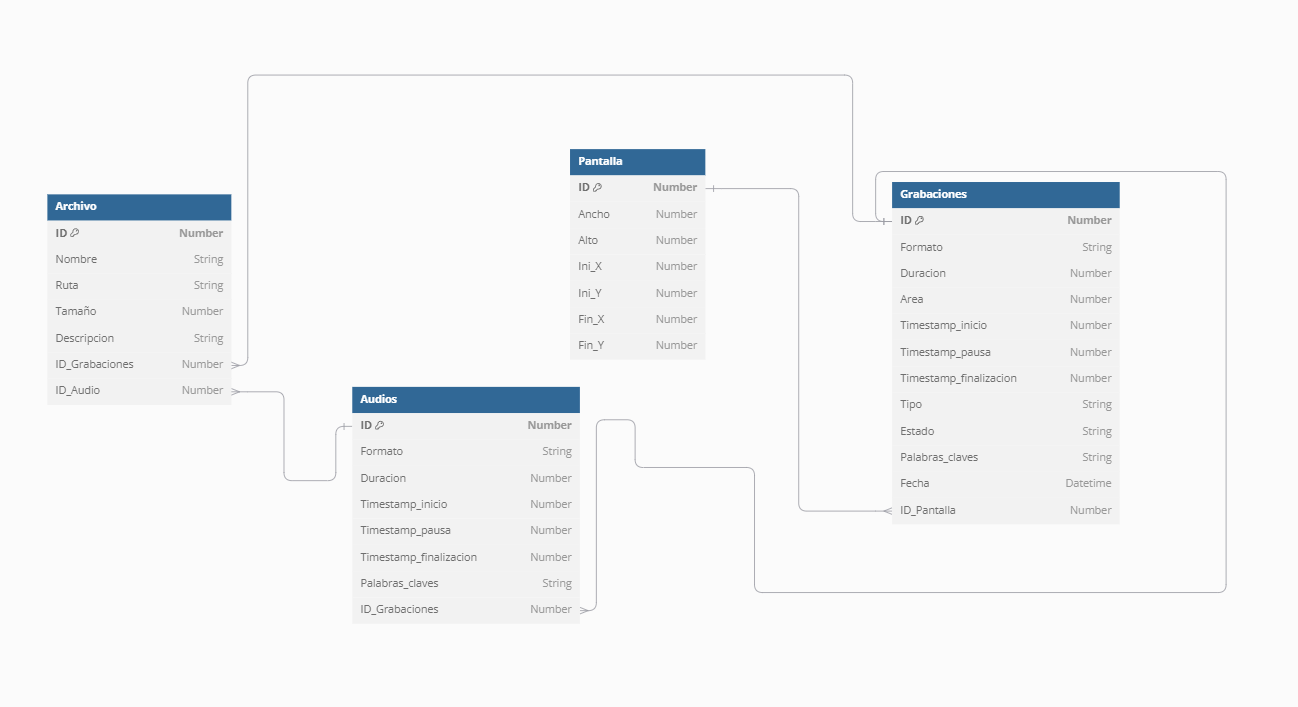 Archivo
ID Number
Nombre String
Ruta String
Tamaño Number
Descripcion String
ID_Grabaciones Number
ID_Audio Number
Audios
ID Number
Formato String
Duracion Number
Timestamp_inicio Number
Timestamp_pausa Number
Timestamp_finalizacion Number
Palabras_claves String
ID_Grabaciones Number
Pantalla
ID Number
Ancho Number
Alto Number
Ini_X Number
Ini_Y Number
Fin_X Number
Fin_Y Number
Grabaciones
ID Number
Formato String
Duracion Number
Area Number
Timestamp_inicio Number
Timestamp_pausa Number
Timestamp_finalizacion Number
Tipo String
Estado String
Palabras_claves String
Fecha Datetime
ID_Pantalla Number